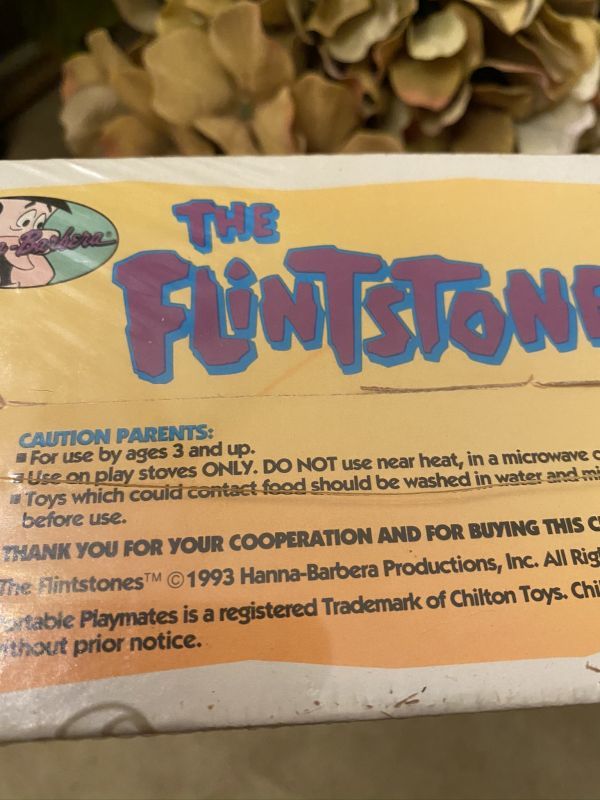 Barbera
THE
FLINTSTON
CAUTION PARENTS:
■ For use by ages 3 and up.
■ Use on play stoves ONLY. DO NOT use near heat, in a microwave
■ Toys which could contact food should be washed in water and
before use.
THANK YOU FOR YOUR COOPERATION AND FOR BUYING THIS
The Flintstones™ © 1993 Hanna-Barbera Productions, Inc. All
Playmates is a registered Trademark of Chilton Toys.
without prior notice.